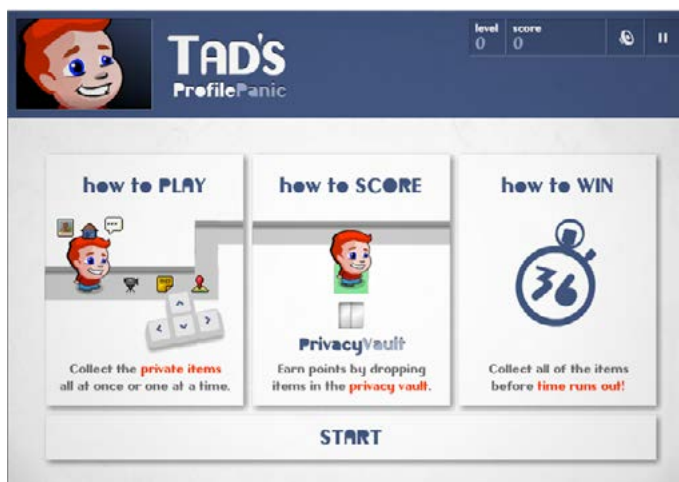 TAD'S
ProfilePanic
level
0
score
0
how to PLAY
Collect the private items
all at once or one at a time.
how to SCORE
PrivacyVault
Earn points by dropping
items in the privacy vault.
how to WIN
36
Collect all of the items
before time runs out!
START